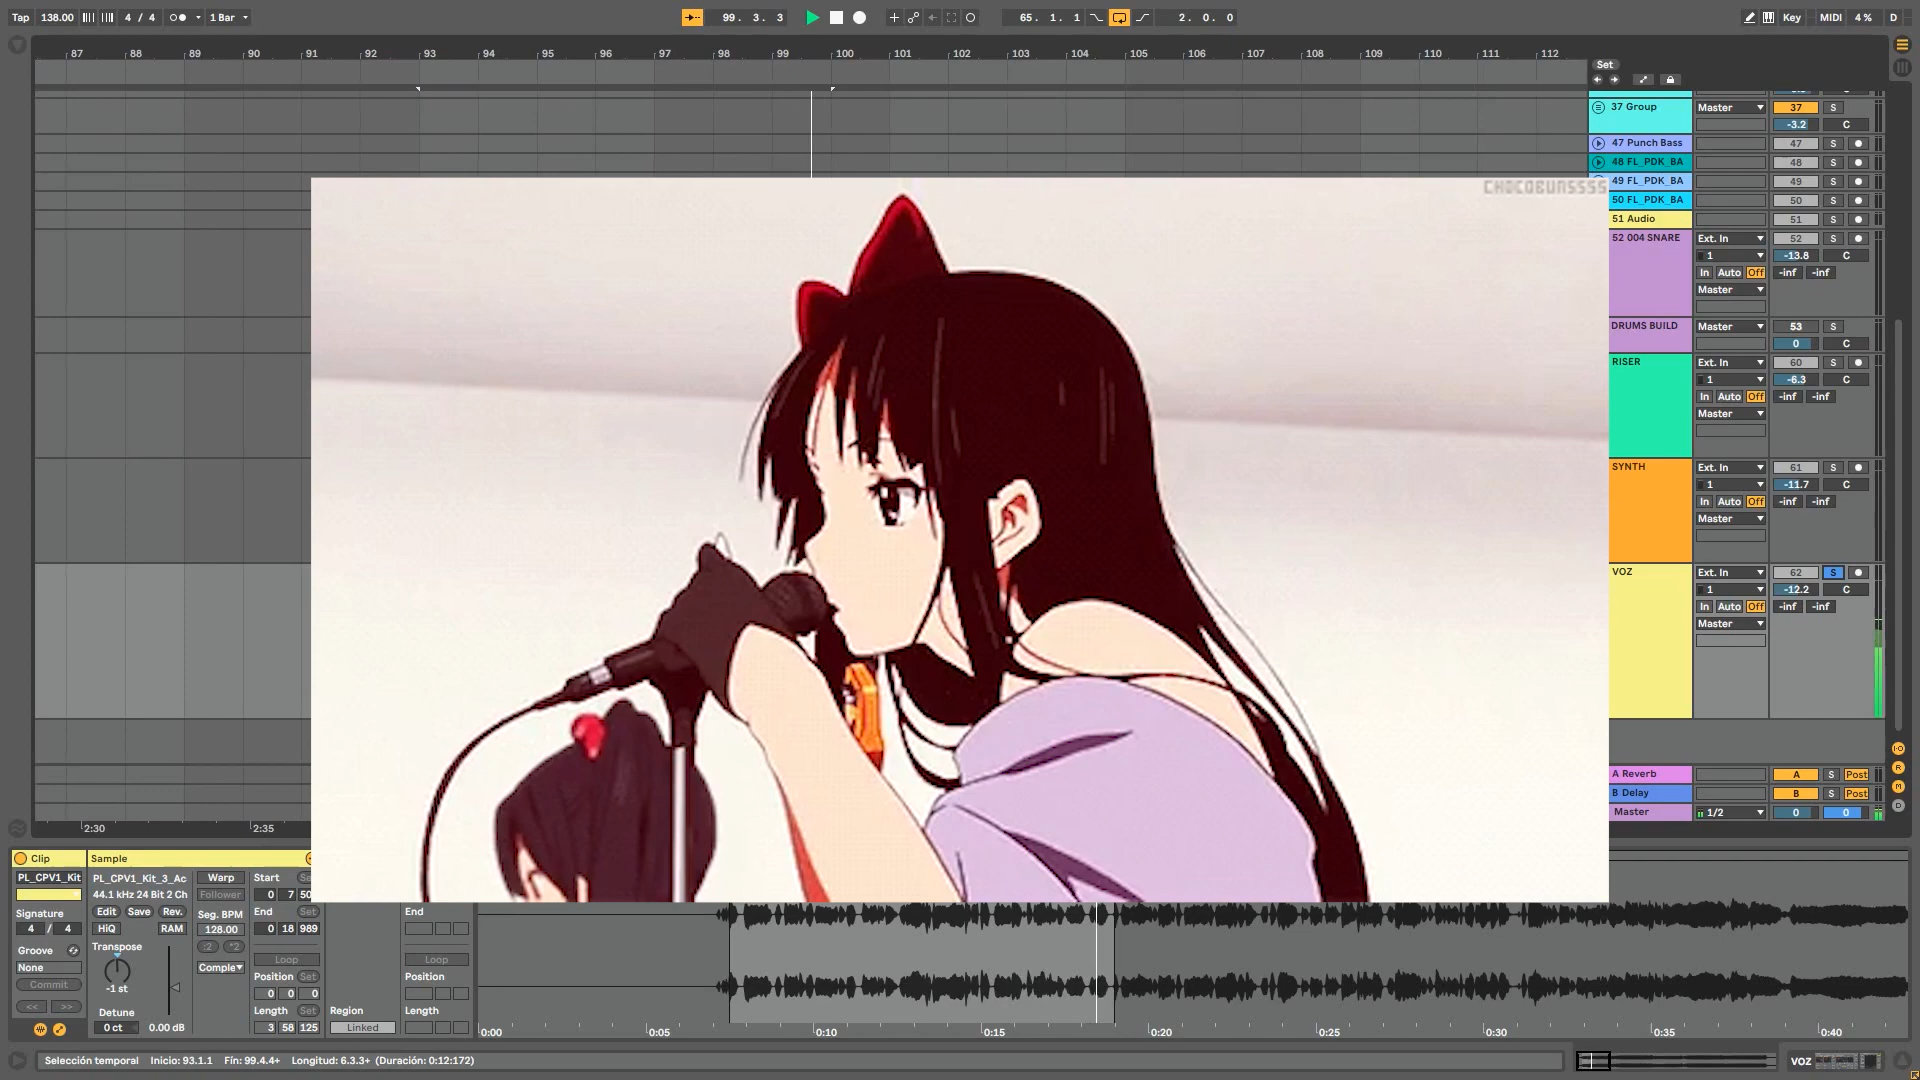 Tap 138.00 4 / 4 1 Bar 99. 3. 3 65. 1. 1 2. 0. 0 Key MIDI 4 % D
87 88 89 90 91 92 93 94 95 96 97 98 99 100 101 102 103 104 105 106 107 108 109 110 111 112
Set
37 Group Master 37 S
-3.2 C
47 Punch Bass 47 S
48 FL_PDK_BA 48 S
CHOCOBUNSSSS 49 FL_PDK_BA 49 S
50 FL_PDK_BA 50 S
51 Audio 51 S
52 004 SNARE Ext. In 52 S
1 -13.8 C
In Auto Off -inf -inf
Master
DRUMS BUILD Master 53 S
0 C
RISER Ext. In 60 S
1 -6.3 C
In Auto Off -inf -inf
Master
SYNTH Ext. In 61 S
1 -11.7 C
In Auto Off -inf -inf
Master
VOZ Ext. In 62 S
1 -12.2 C
In Auto Off -inf -inf
Master
A Reverb A S Post
B Delay B S Post
Master 1/2 0 0
2:30 2:35
Clip Sample
PL_CPV1_Kit PL_CPV1_Kit_3_Ac Warp Start Set
44.1 kHz 24 Bit 2 Ch Follower 0 7
Signature Edit Save Rev. Seg. BPM End Set End
4 / 4 HiQ RAM 128.00 0 18 989
Groove Transpose :2 *2 Loop Loop
None Comple Position Set Position
Commit -1 st 0 0 0
<< >> Detune Length Set Region Length
0 ct 0.00 dB 3 58 125 Linked
0:00 0:05 0:10 0:15 0:20 0:25 0:30 0:35 0:40
Selección temporal Inicio: 93.1.1 Fín: 99.4.4+ Longitud: 6.3.3+ (Duración: 0:12:172) VOZ